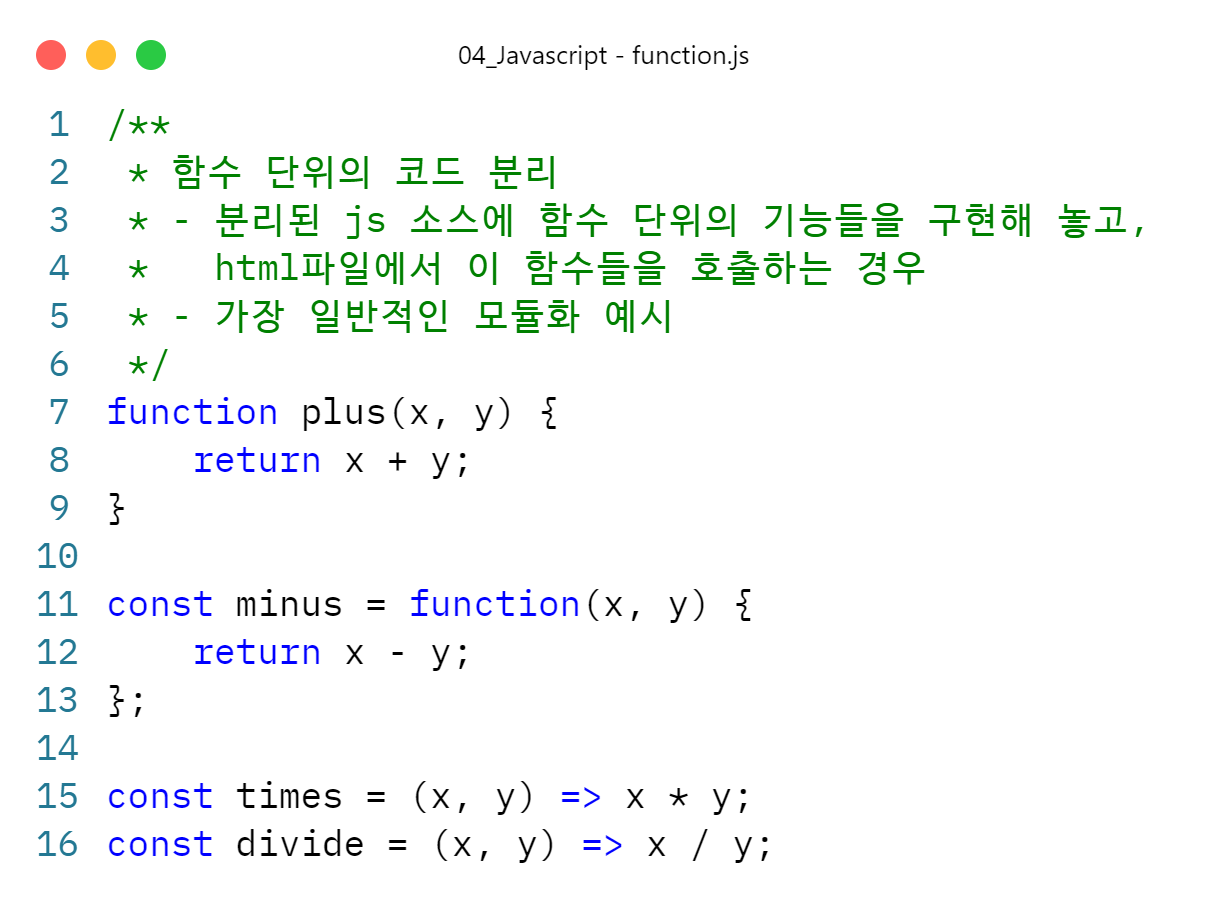 04_Javascript - function.js
1 /**
2  * 함수 단위의 코드 분리
3  * - 분리된 js 소스에 함수 단위의 기능들을 구현해 놓고,
4  *   html파일에서 이 함수들을 호출하는 경우
5  * - 가장 일반적인 모듈화 예시
6  */
7 function plus(x, y) {
8     return x + y;
9 }
10
11 const minus = function(x, y) {
12     return x - y;
13 };
14
15 const times = (x, y) => x * y;
16 const divide = (x, y) => x / y;